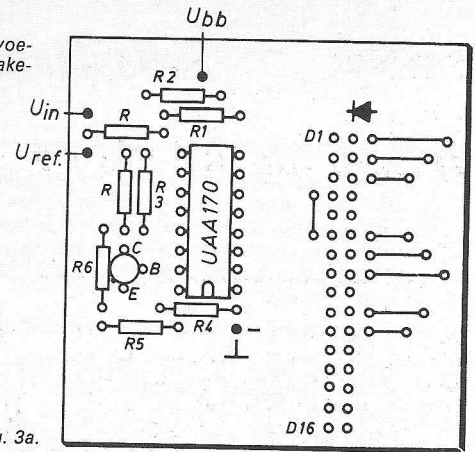 Ubb
voe-
ake-
R2
Uin
R
R1
D1
Uref.
R
R
3
UAA170
C
R6
B
E
R4
-
R5
D16
. 3a.